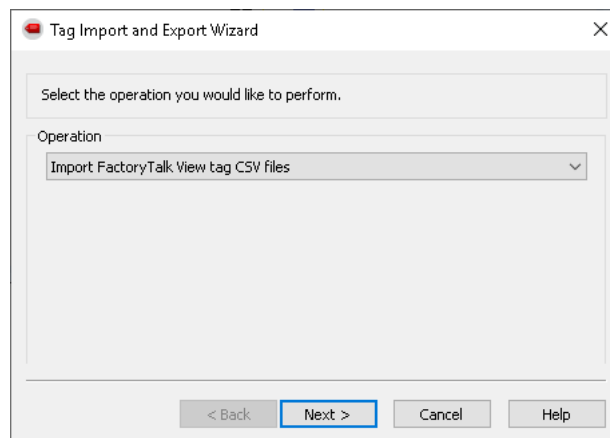 Tag Import and Export Wizard
Select the operation you would like to perform.
Operation
Import FactoryTalk View tag CSV files
< Back
Next >
Cancel
Help